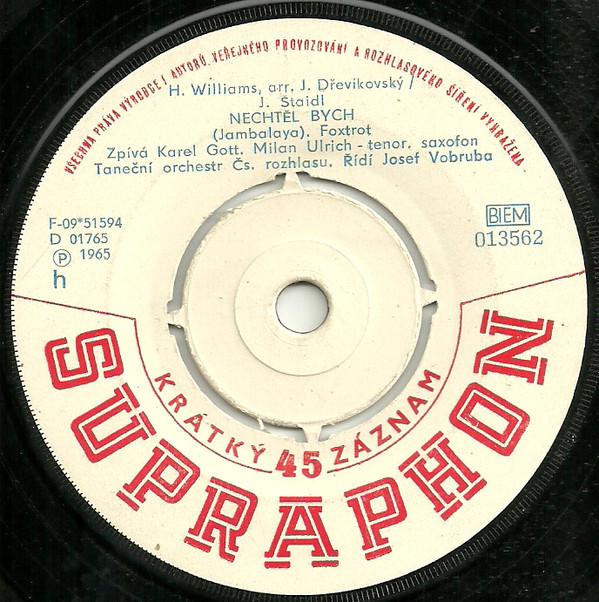 VŠECHNA PRÁVA VÝROBCE I AUTORŮ, VEŘEJNÉHO PROVOZOVÁNÍ A ROZHLASOVÉHO ŠÍŘENÍ VYHRAŽENA
H. Williams, arr. J. Dřevikovský /
J. Štaidl
NECHTĚL BYCH
(Jambalaya). Foxtrot
Zpívá Karel Gott. Milan Ulrich - tenor. saxofon
Taneční orchestr Čs. rozhlasu. Řídí Josef Vobruba
F-09*51594
D 01765
℗ 1965
h
BIEM
013562
KRÁTKÝ 45 ZÁZNAM
SUPRAPHON